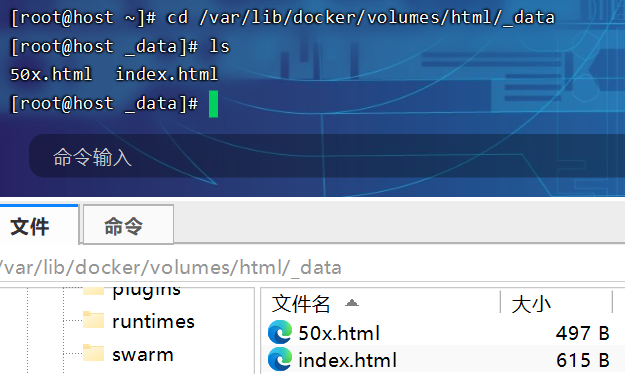 [root@host ~]# cd /var/lib/docker/volumes/html/_data
[root@host _data]# ls
50x.html  index.html
[root@host _data]#
命令输入
文件 命令
/var/lib/docker/volumes/html/_data
plugins
runtimes
swarm
文件名 大小
50x.html 497 B
index.html 615 B